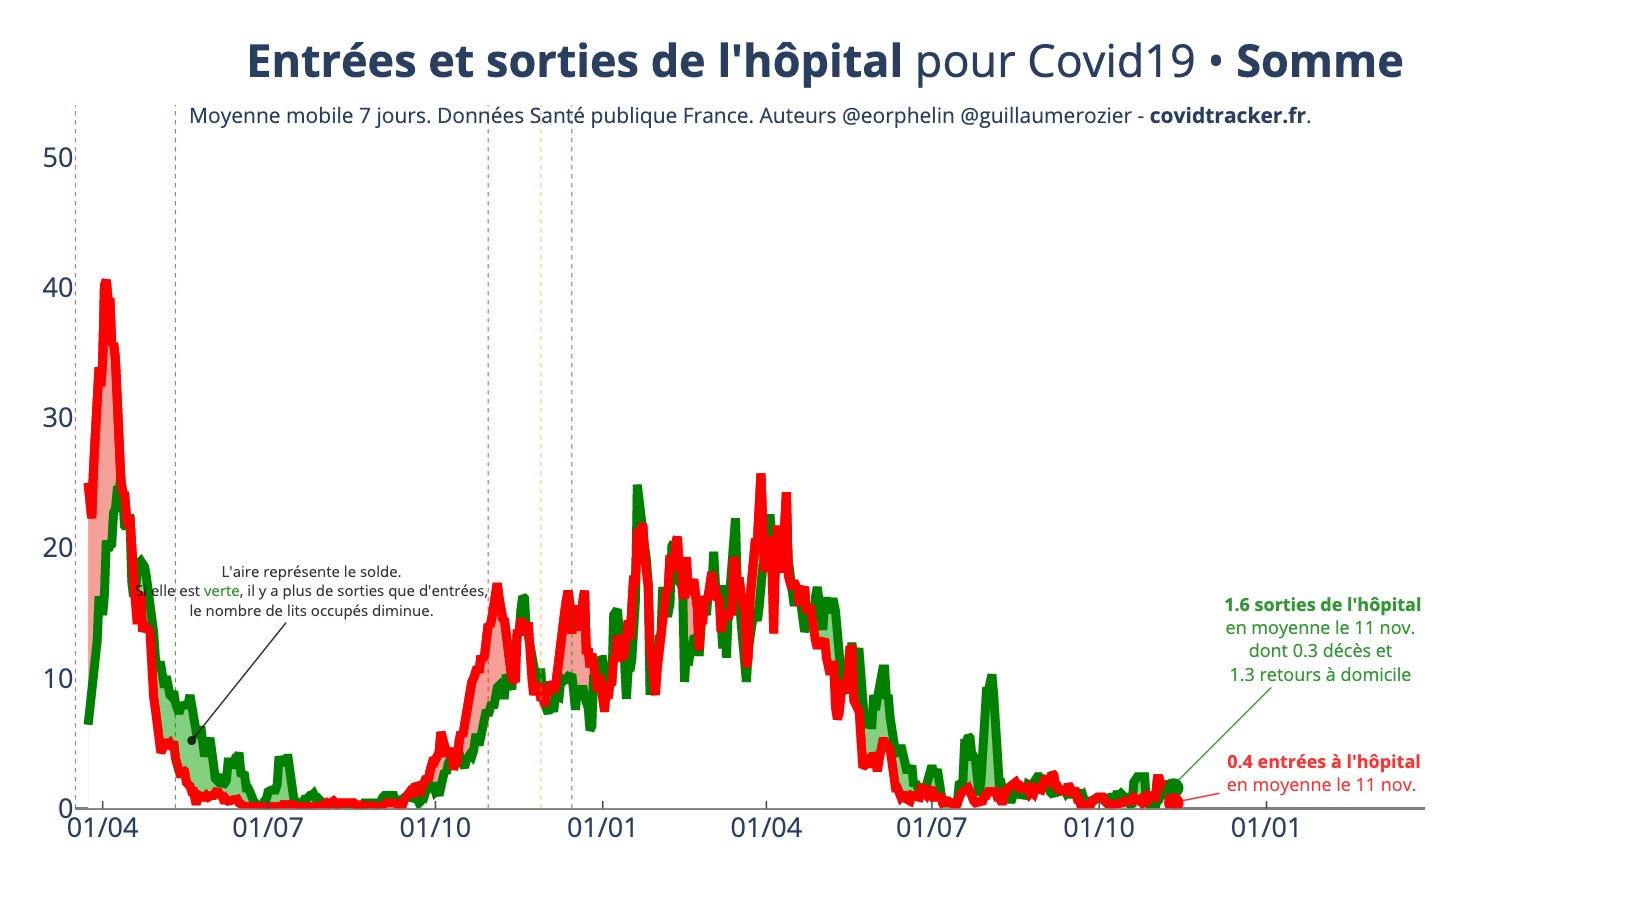 Entrées et sorties de l'hôpital pour Covid19 • Somme
Moyenne mobile 7 jours. Données Santé publique France. Auteurs @eorphelin @guillaumerozier - covidtracker.fr.
50
40
30
20
10
0
L'aire représente le solde.
Si elle est verte, il y a plus de sorties que d'entrées,
le nombre de lits occupés diminue.
1.6 sorties de l'hôpital
en moyenne le 11 nov.
dont 0.3 décès et
1.3 retours à domicile
0.4 entrées à l'hôpital
en moyenne le 11 nov.
01/04 01/07 01/10 01/01 01/04 01/07 01/10 01/01